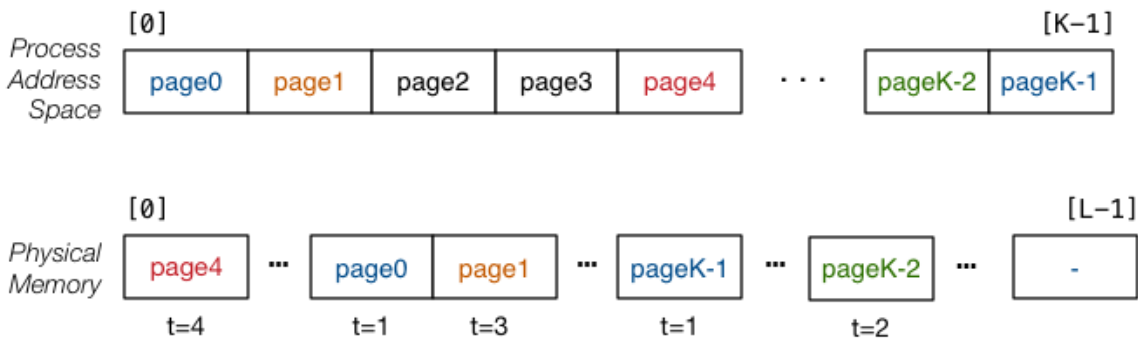 [0] [K-1]
Process
Address
Space
page0 page1 page2 page3 page4 . . . pageK-2 pageK-1
[0] [L-1]
Physical
Memory
page4 ... page0 page1 ... pageK-1 ... pageK-2 ... -
t=4 t=1 t=3 t=1 t=2